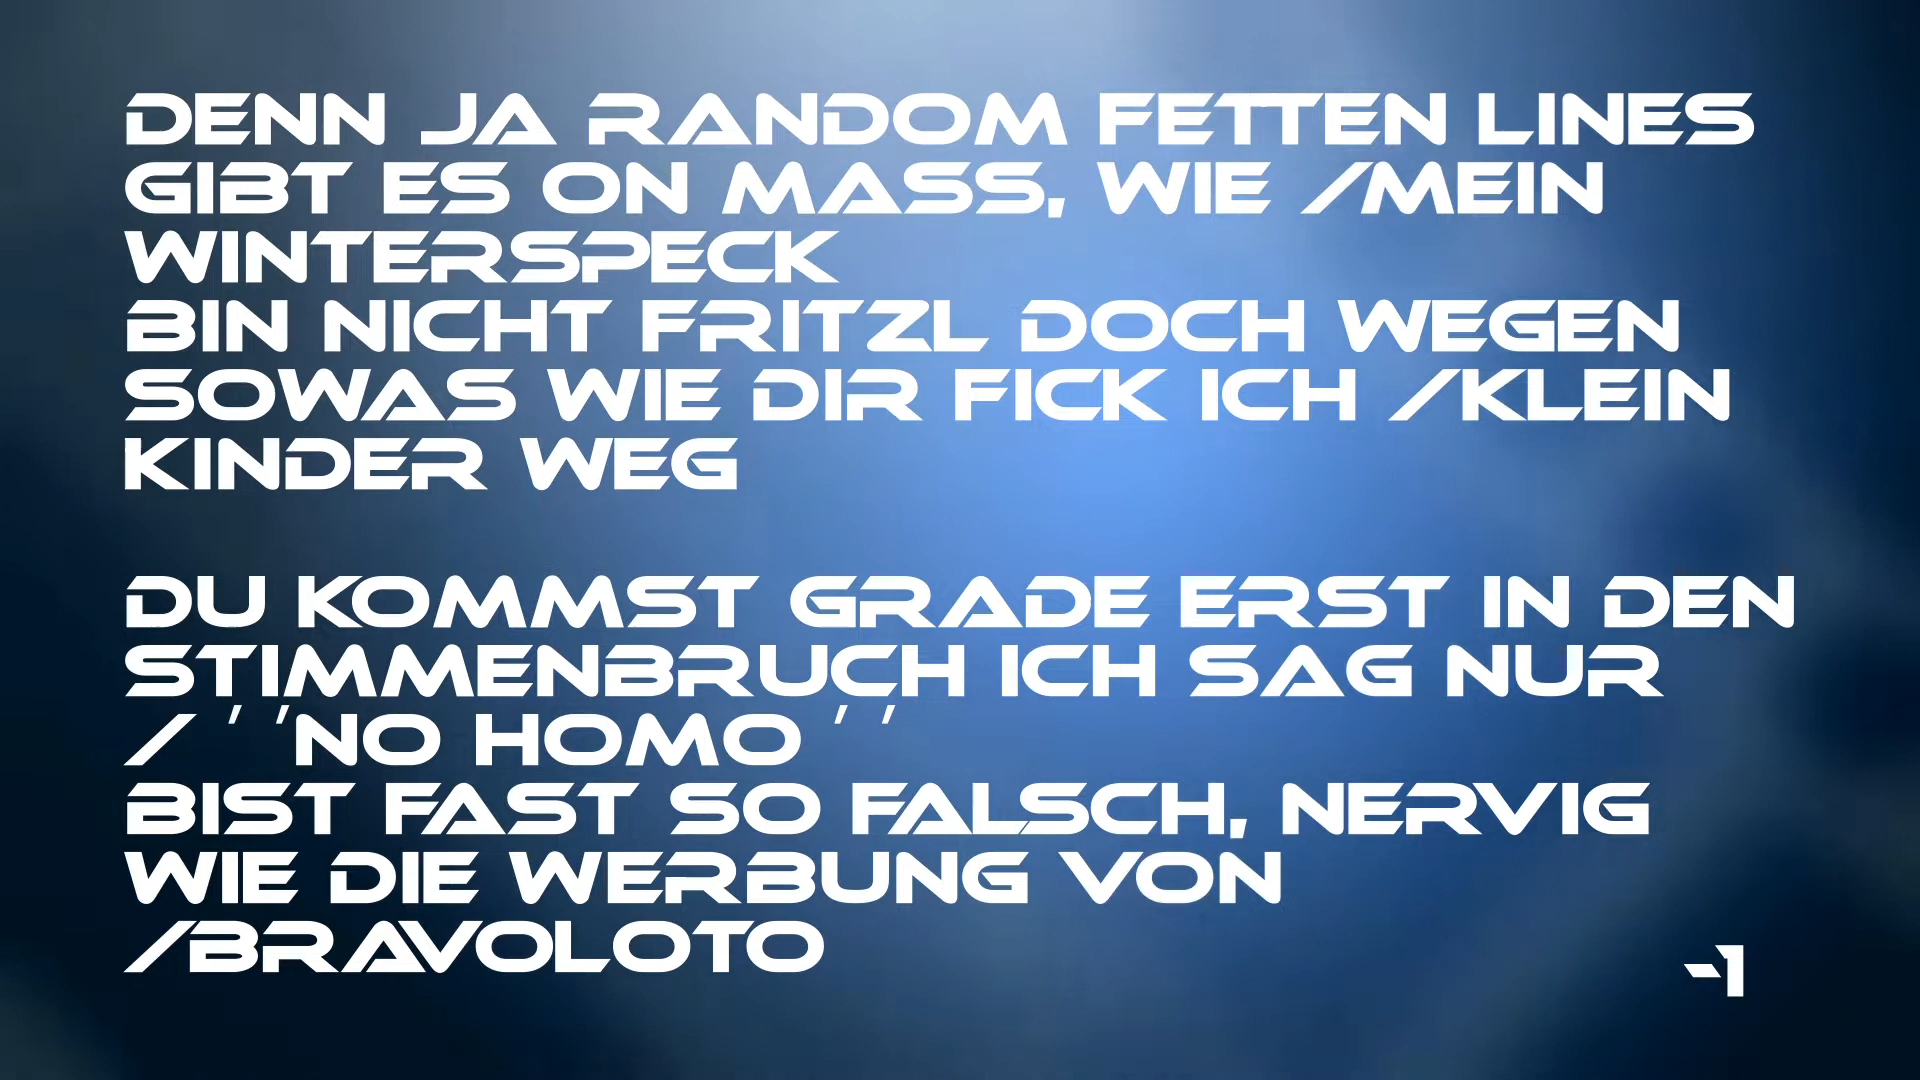 DENN JA RANDOM FETTEN LINES
GIBT ES ON MASS, WIE /MEIN
WINTERSPECK
BIN NICHT FRITZL DOCH WEGEN
SOWAS WIE DIR FICK ICH /KLEIN
KINDER WEG
DU KOMMST GRADE ERST IN DEN
STIMMENBRUCH ICH SAG NUR
/ ' 'NO HOMO ' '
BIST FAST SO FALSCH, NERVIG
WIE DIE WERBUNG VON
/BRAVOLOTO
-1